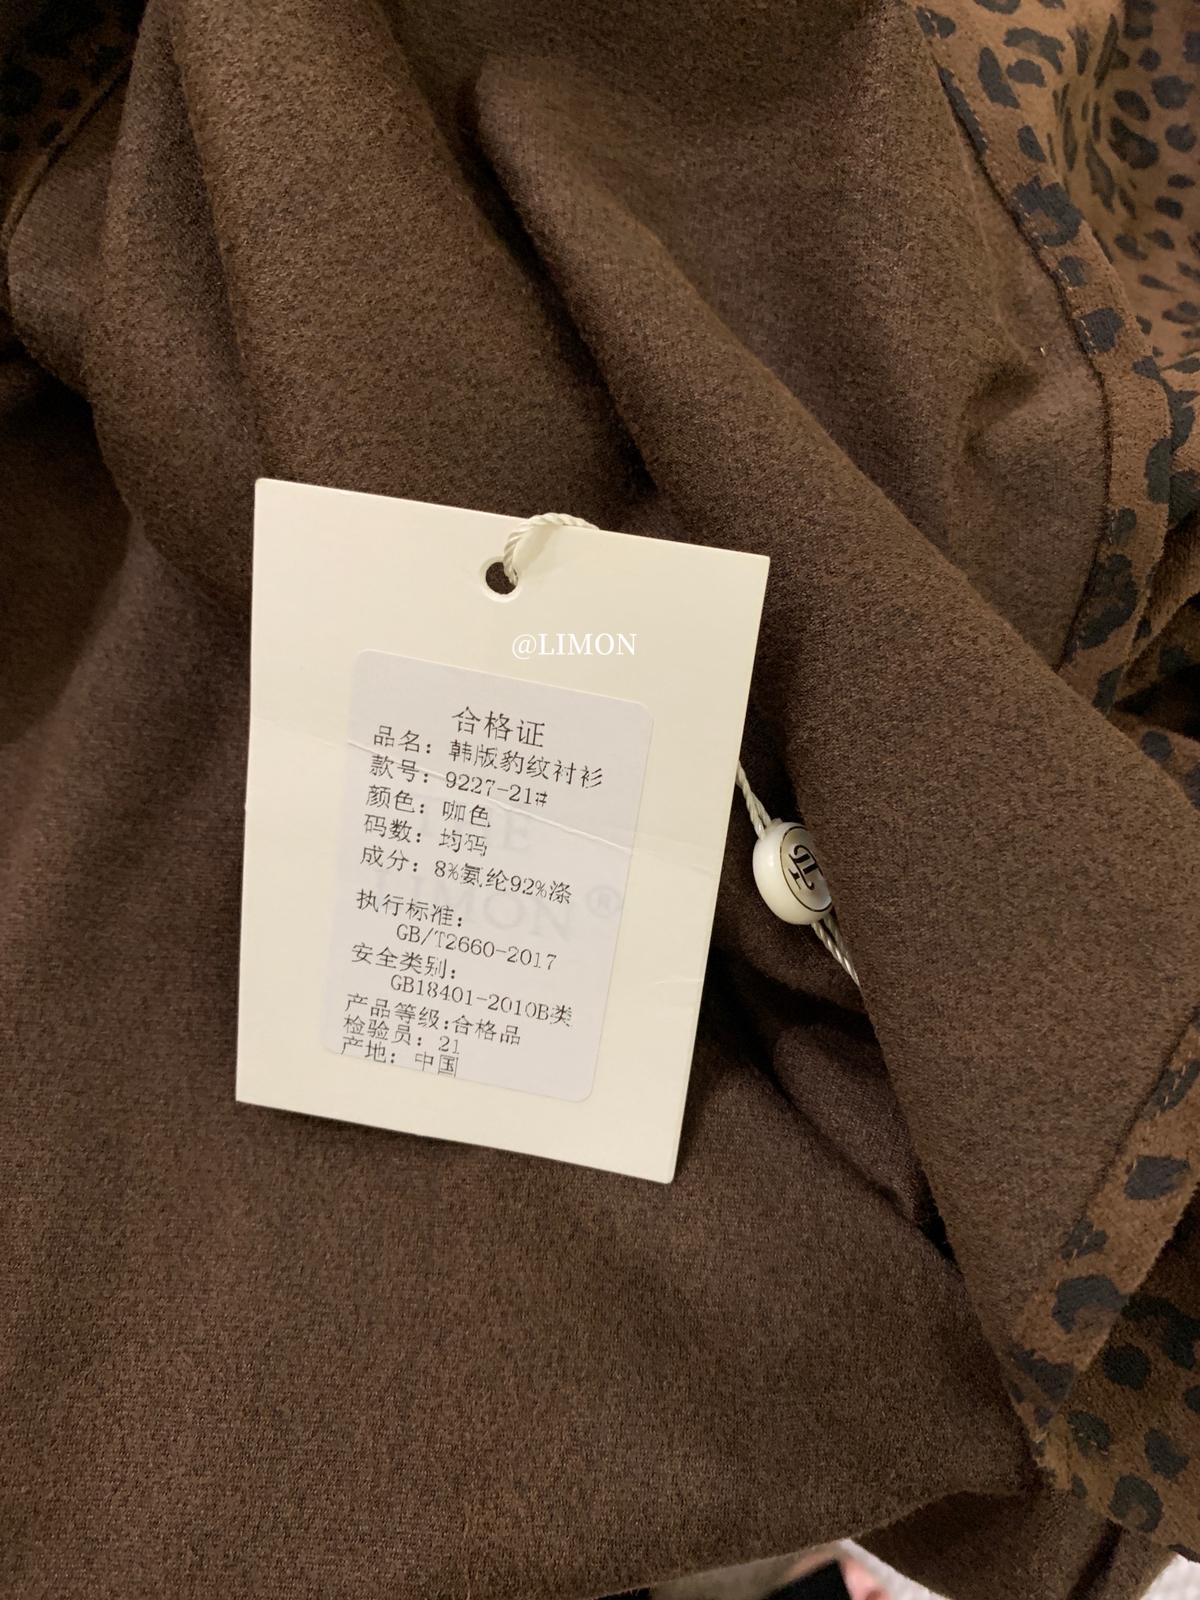 @LIMON
合格证
品名：韩版豹纹衬衫
款号：9227-21#
颜色：咖色
码数：均码
成分：8%氨纶92%涤
执行标准：
GB/T2660-2017
安全类别：
GB18401-2010B类
产品等级:合格品
检验员：21
产地：中国